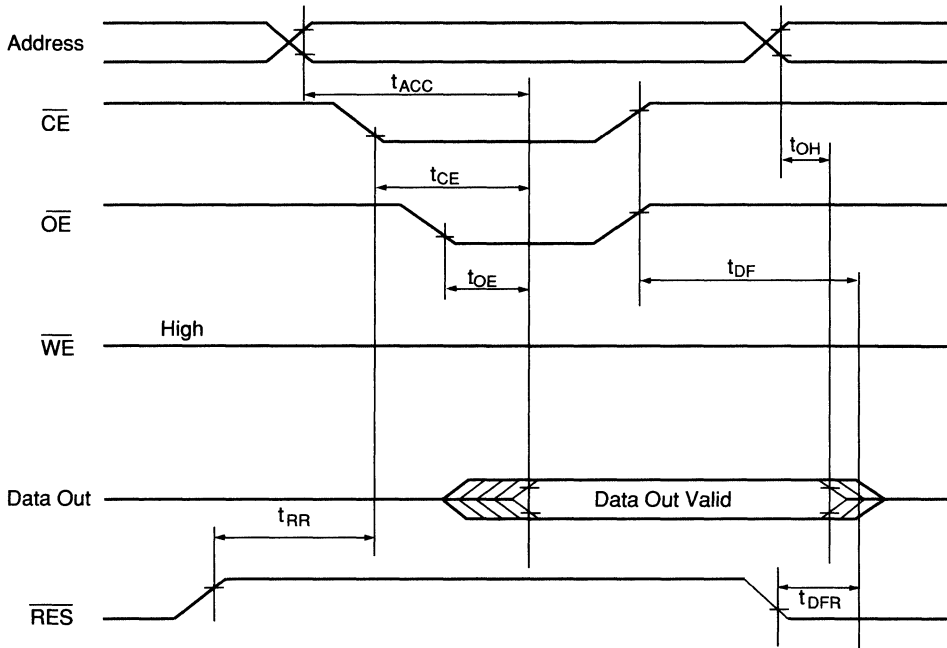 Address
tACC
CE
tOH
tCE
OE
tDF
tOE
High
WE
Data Out
Data Out Valid
tRR
tDFR
RES